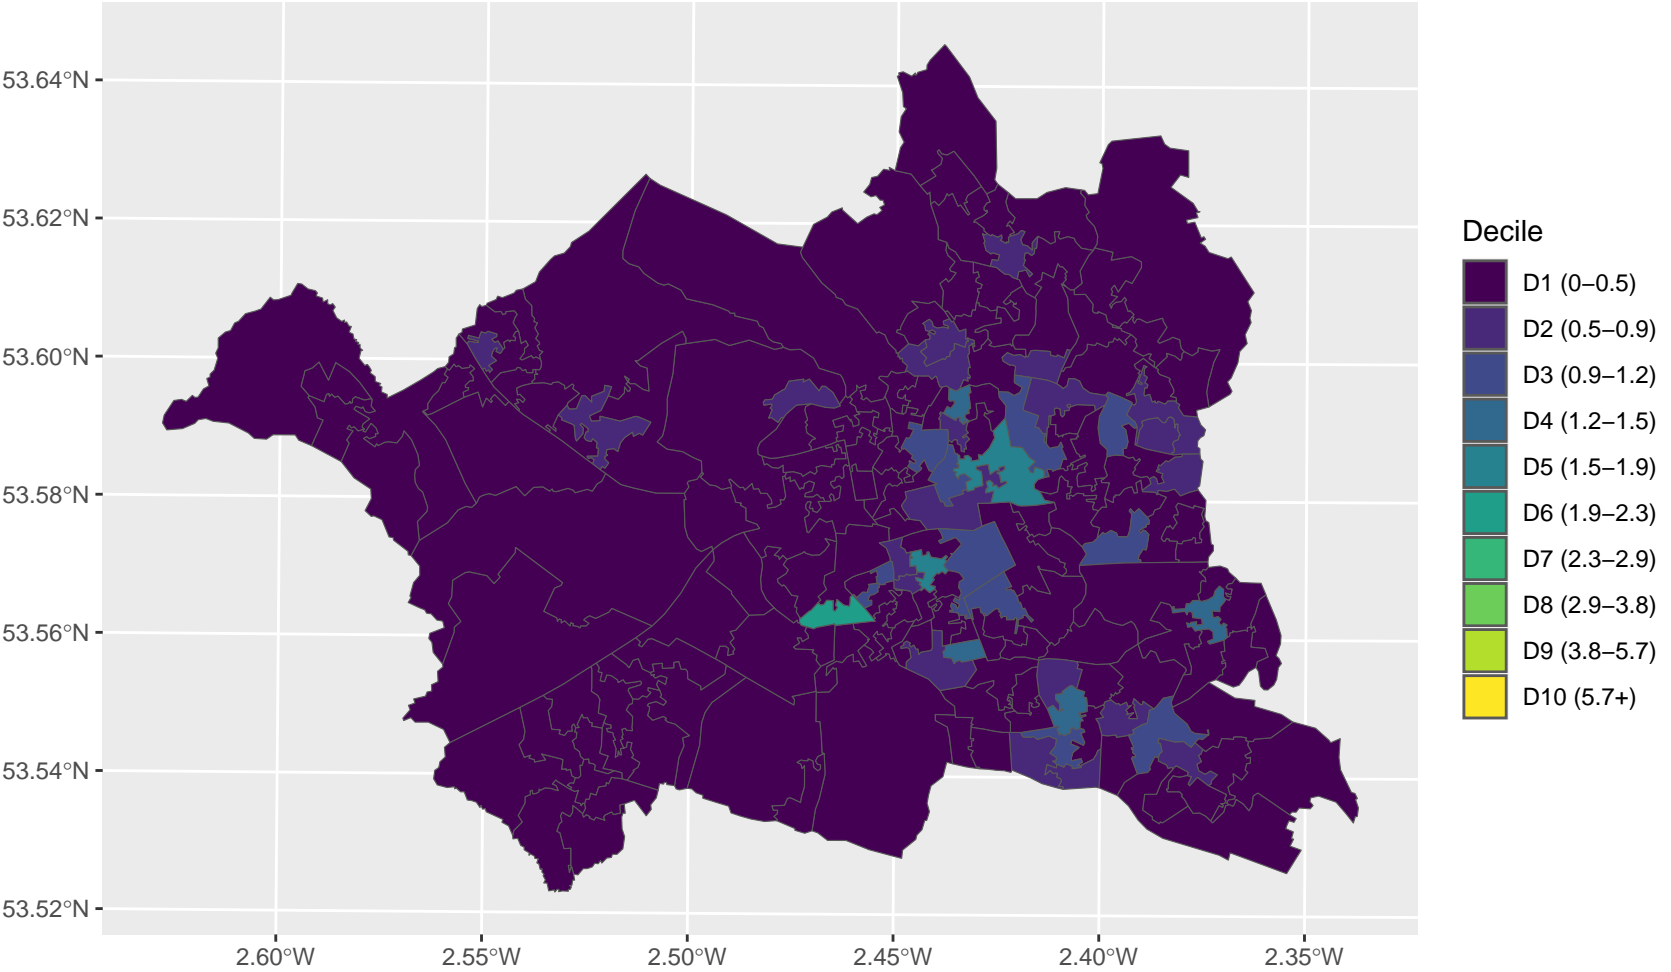 53.64°N
53.62°N
53.60°N
53.58°N
53.56°N
53.54°N
53.52°N
2.60°W
2.55°W
2.50°W
2.45°W
2.40°W
2.35°W
Decile
D1 (0–0.5)
D2 (0.5–0.9)
D3 (0.9–1.2)
D4 (1.2–1.5)
D5 (1.5–1.9)
D6 (1.9–2.3)
D7 (2.3–2.9)
D8 (2.9–3.8)
D9 (3.8–5.7)
D10 (5.7+)